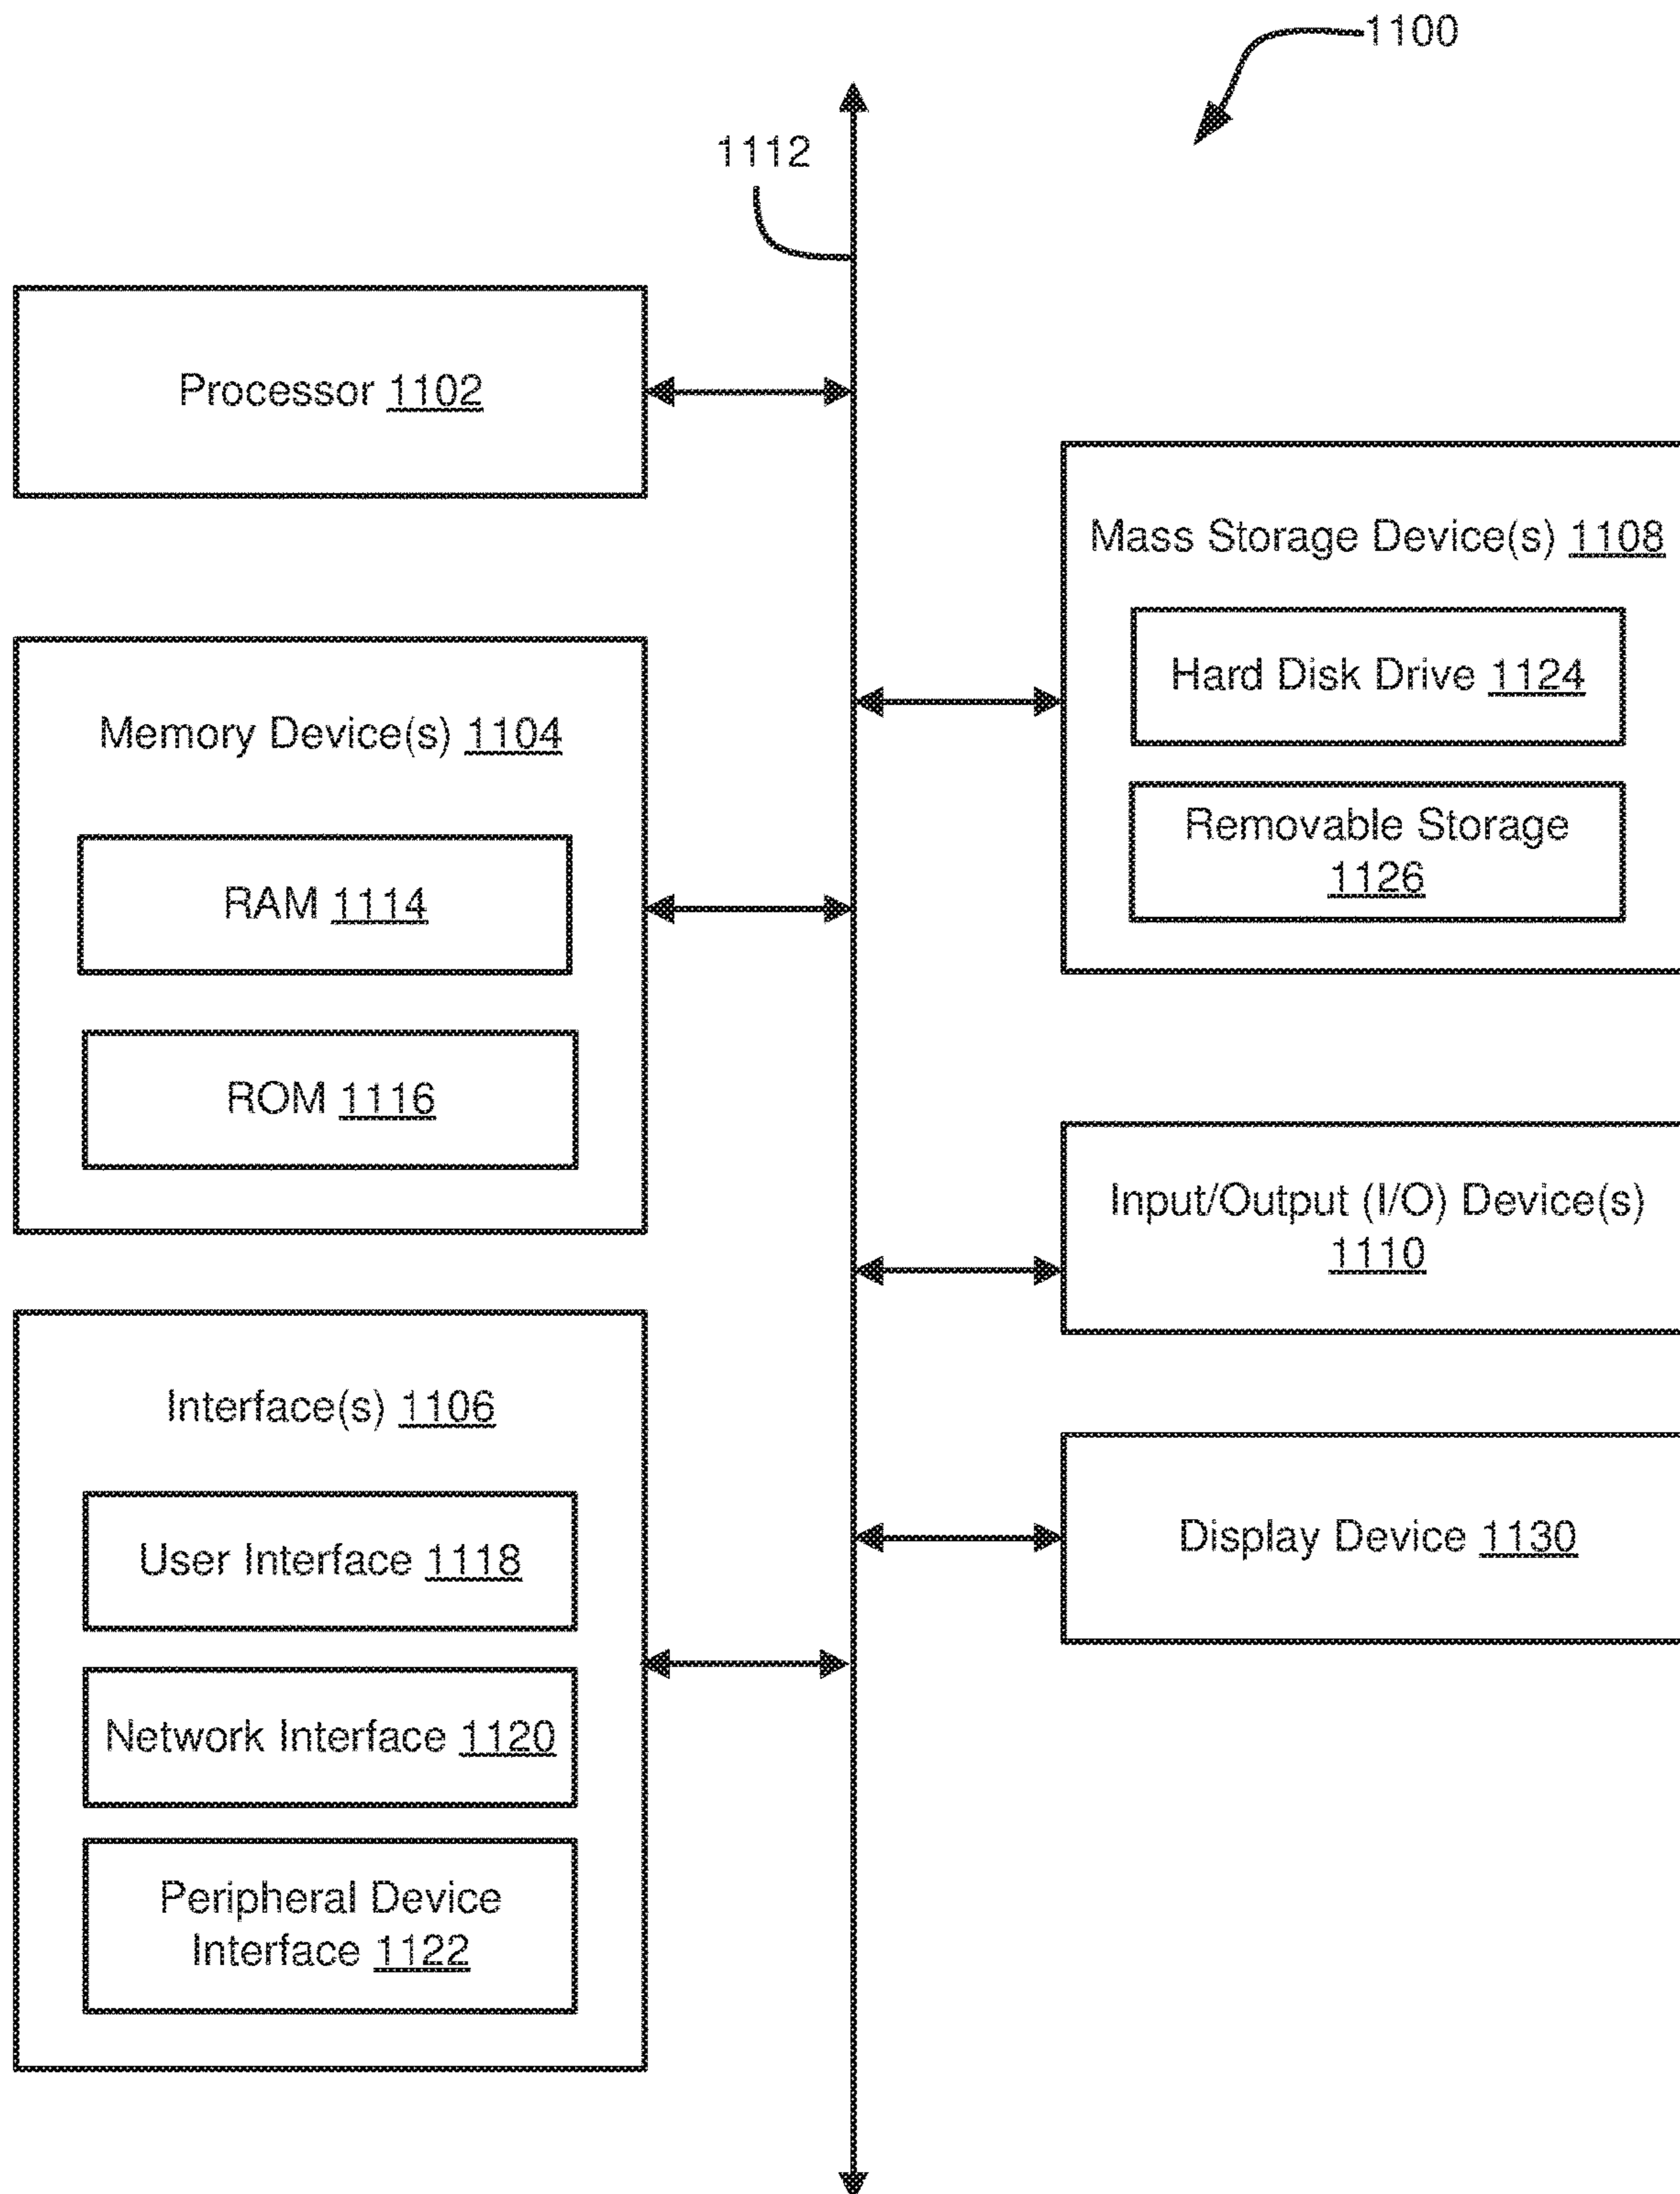 1100
1112
Processor 1102
Memory Device(s) 1104
RAM 1114
ROM 1116
Interface(s) 1106
User Interface 1118
Network Interface 1120
Peripheral Device
Interface 1122
Mass Storage Device(s) 1108
Hard Disk Drive 1124
Removable Storage
1126
Input/Output (I/O) Device(s)
1110
Display Device 1130